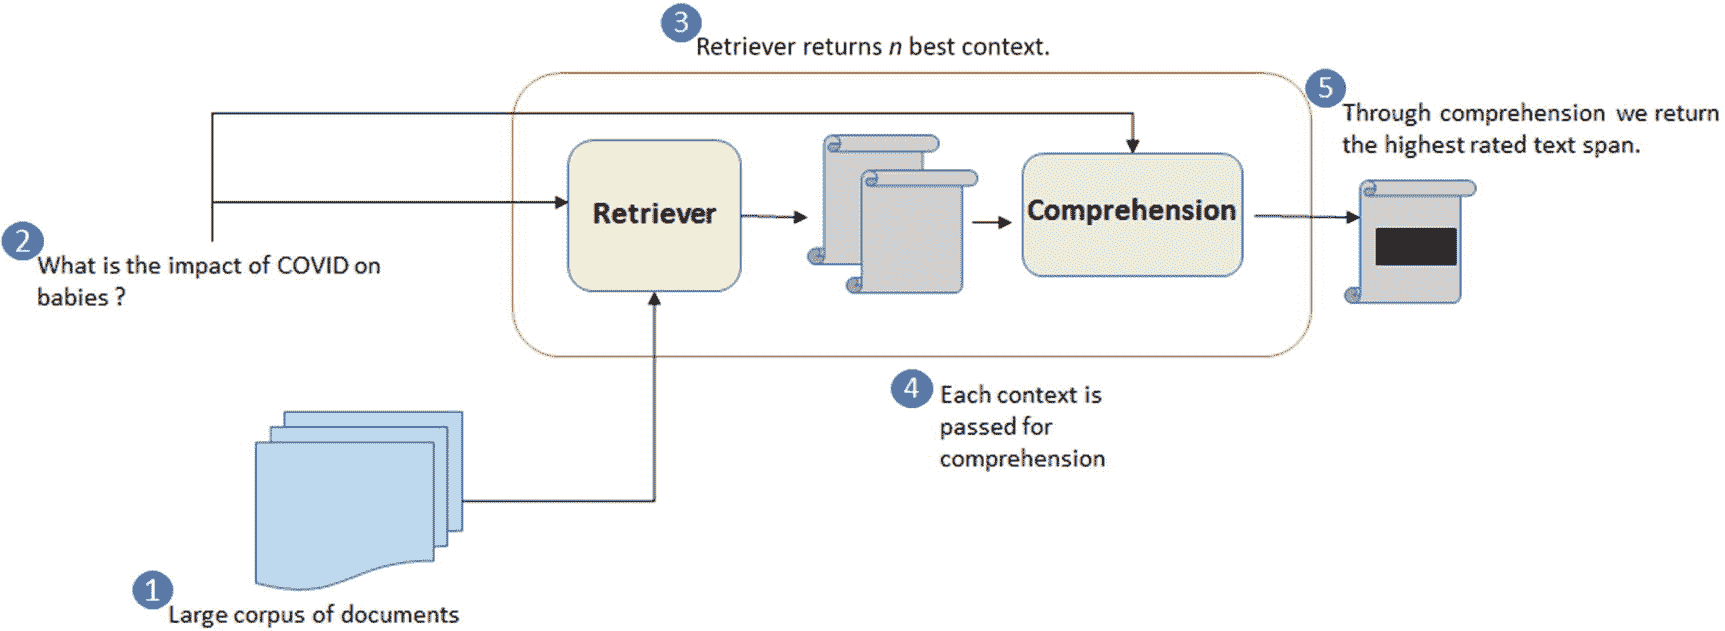 3
Retriever returns n best context.
5
Through comprehension we return
the highest rated text span.
Retriever
Comprehension
2
What is the impact of COVID on
babies ?
4
Each context is
passed for
comprehension
1
Large corpus of documents